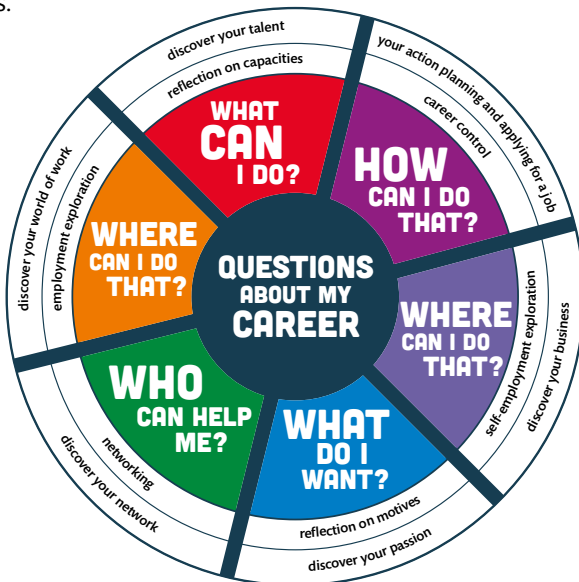 s.
discover your talent
reflection on capacities
WHAT
CAN
I DO?
your action planning and applying for a job
career control
HOW
CAN I DO
THAT?
discover your business
self-employment exploration
WHERE
CAN I DO
THAT?
discover your passion
reflection on motives
WHAT
DO I
WANT?
discover your network
networking
WHO
CAN HELP
ME?
discover your world of work
employment exploration
WHERE
CAN I DO
THAT?
QUESTIONS
ABOUT MY
CAREER